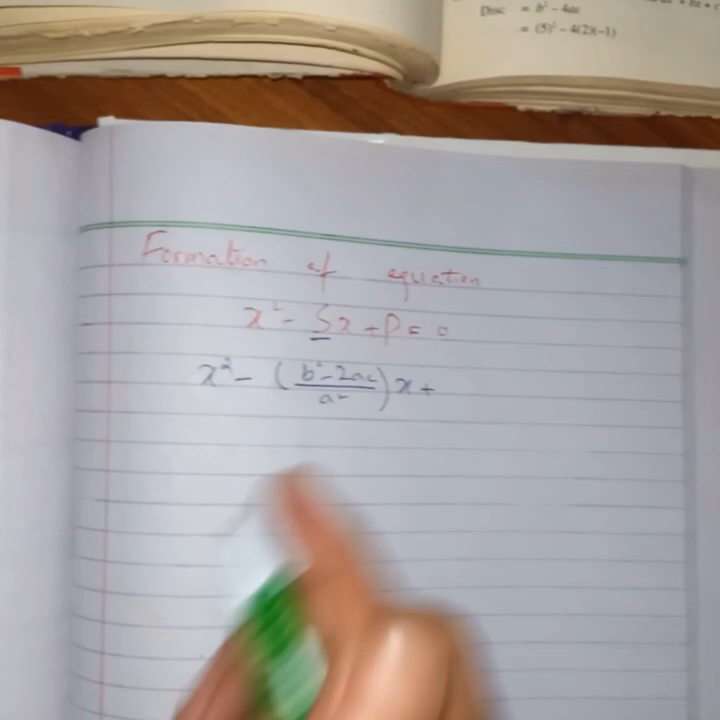 Disc = b² - 4ac
= (5)² - 4(2)(-1)
Formation of equation
x² - Sx + P = 0
x² - (b² - 2ac / a²) x +